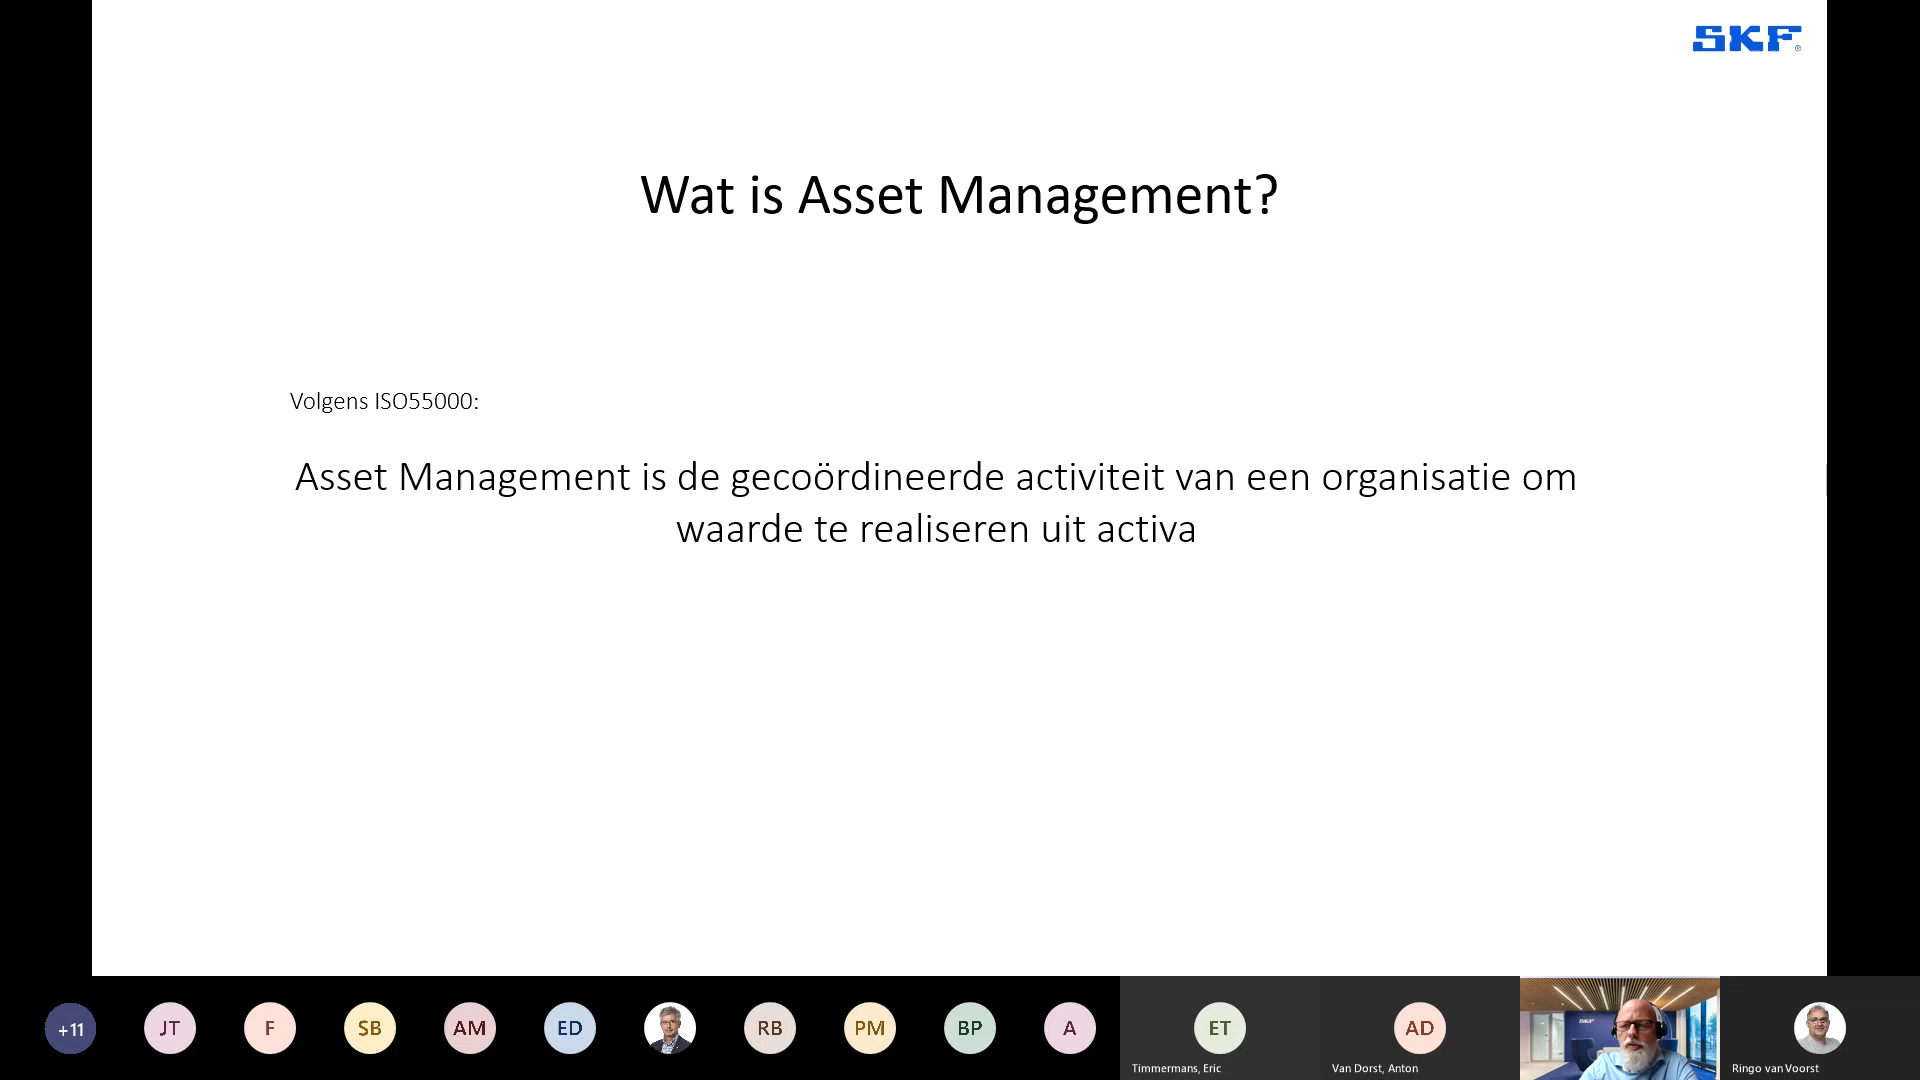 SKF®
Wat is Asset Management?
Volgens ISO55000:
Asset Management is de gecoördineerde activiteit van een organisatie om
waarde te realiseren uit activa
+11
JT
F
SB
AM
ED
RB
PM
BP
A
ET
Timmermans, Eric
AD
Van Dorst, Anton
SKF
Ringo van Voorst